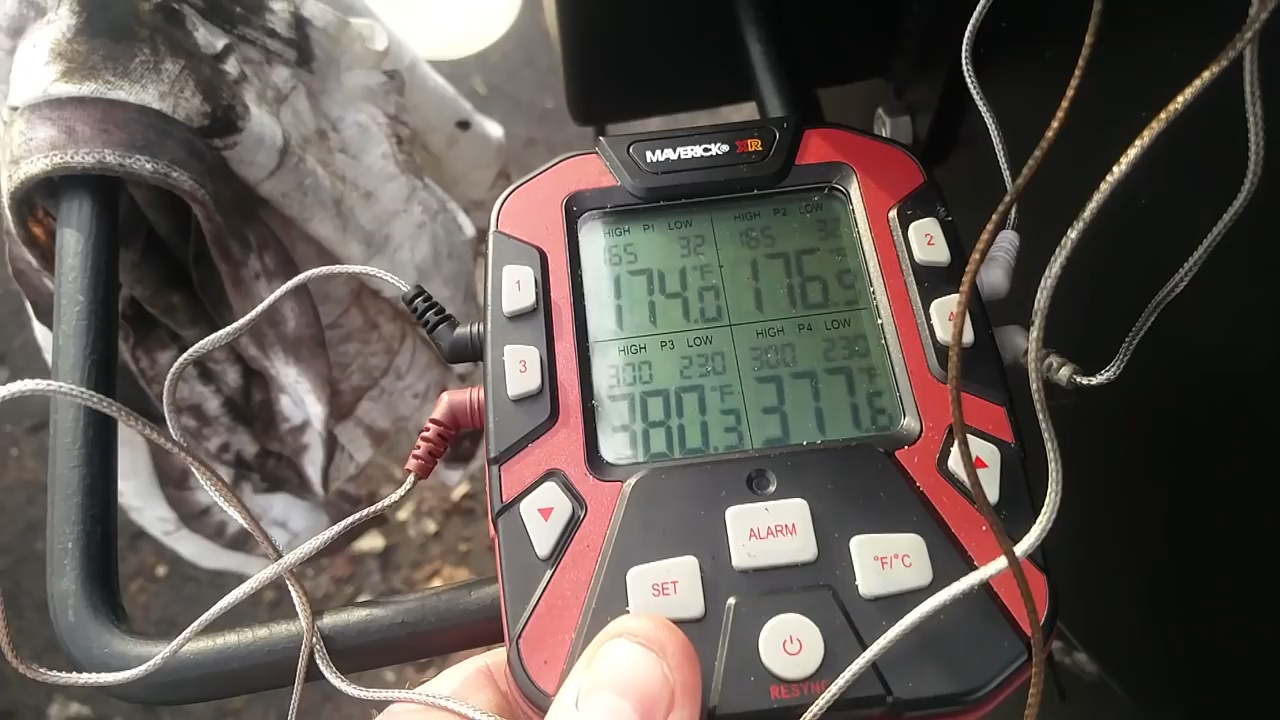 MAVERICK® XR
HIGH P1 LOW
165 32
174.0 °F
HIGH P2 LOW
165 32
176.9
HIGH P3 LOW
300 230
380.3 °F
HIGH P4 LOW
300 230
377.6 °F
1
2
3
4
ALARM
SET
°F/°C
RESYNC